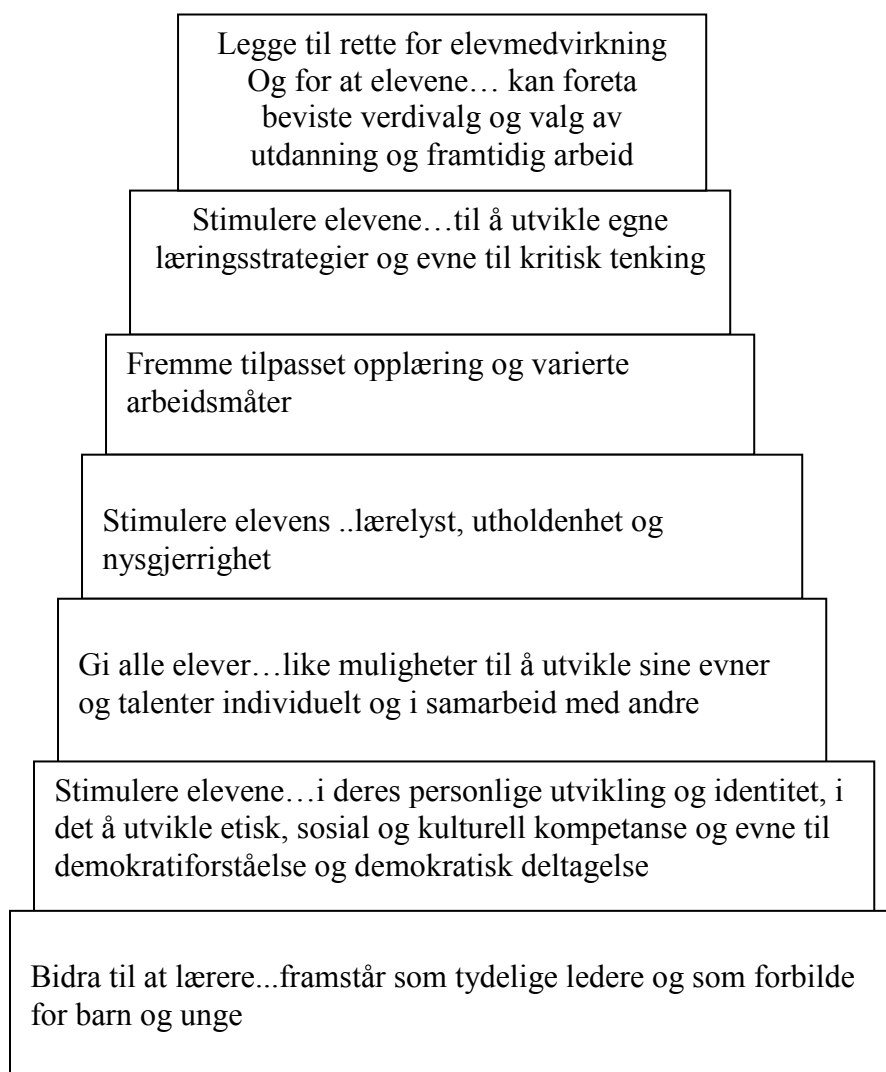 Legge til rette for elevmedvirkning
Og for at elevene… kan foreta
beviste verdivalg og valg av
utdanning og framtidig arbeid
Stimulere elevene…til å utvikle egne
læringsstrategier og evne til kritisk tenking
Fremme tilpasset opplæring og varierte
arbeidsmåter
Stimulere elevens ..lærelyst, utholdenhet og
nysgjerrighet
Gi alle elever…like muligheter til å utvikle sine evner
og talenter individuelt og i samarbeid med andre
Stimulere elevene…i deres personlige utvikling og identitet, i
det å utvikle etisk, sosial og kulturell kompetanse og evne til
demokratiforståelse og demokratisk deltagelse
Bidra til at lærere...framstår som tydelige ledere og som forbilde
for barn og unge